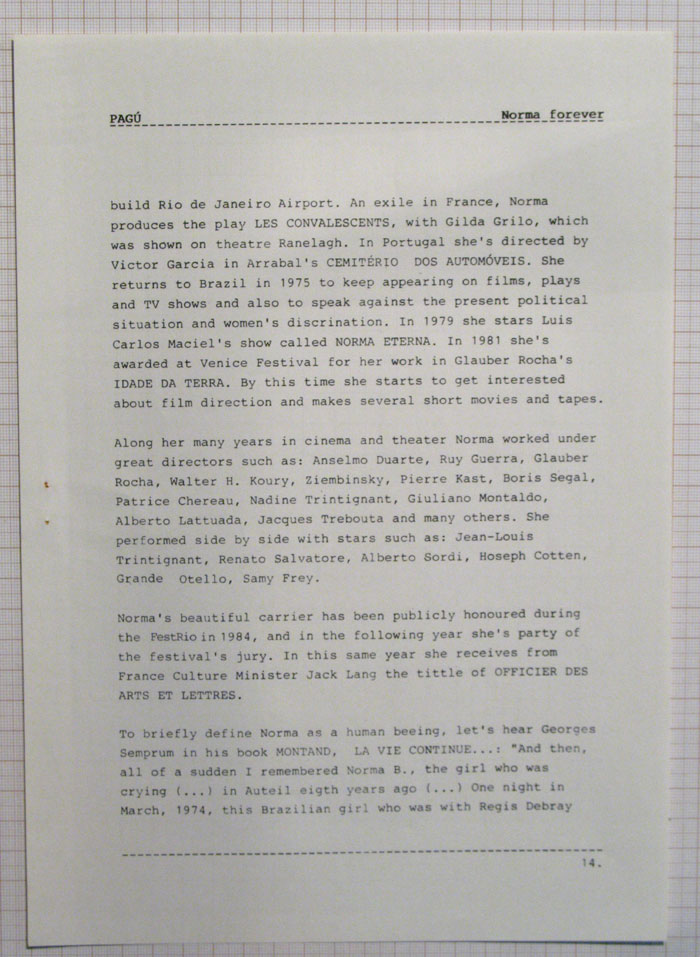 PAGÚ Norma forever
build Rio de Janeiro Airport. An exile in France, Norma
produces the play LES CONVALESCENTS, with Gilda Grilo, which
was shown on theatre Ranelagh. In Portugal she's directed by
Victor Garcia in Arrabal's CEMITÉRIO DOS AUTOMÓVEIS. She
returns to Brazil in 1975 to keep appearing on films, plays
and TV shows and also to speak against the present political
situation and women's discrination. In 1979 she stars Luis
Carlos Maciel's show called NORMA ETERNA. In 1981 she's
awarded at Venice Festival for her work in Glauber Rocha's
IDADE DA TERRA. By this time she starts to get interested
about film direction and makes several short movies and tapes.
Along her many years in cinema and theater Norma worked under
great directors such as: Anselmo Duarte, Ruy Guerra, Glauber
Rocha, Walter H. Koury, Ziembinsky, Pierre Kast, Boris Segal,
Patrice Chereau, Nadine Trintignant, Giuliano Montaldo,
Alberto Lattuada, Jacques Trebouta and many others. She
performed side by side with stars such as: Jean-Louis
Trintignant, Renato Salvatore, Alberto Sordi, Hoseph Cotten,
Grande Otello, Samy Frey.
Norma's beautiful carrier has been publicly honoured during
the FestRio in 1984, and in the following year she's party of
the festival's jury. In this same year she receives from
France Culture Minister Jack Lang the tittle of OFFICIER DES
ARTS ET LETTRES.
To briefly define Norma as a human beeing, let's hear Georges
Semprum in his book MONTAND, LA VIE CONTINUE...: "And then,
all of a sudden I remembered Norma B., the girl who was
crying (...) in Auteil eigth years ago (...) One night in
March, 1974, this Brazilian girl who was with Regis Debray
14.